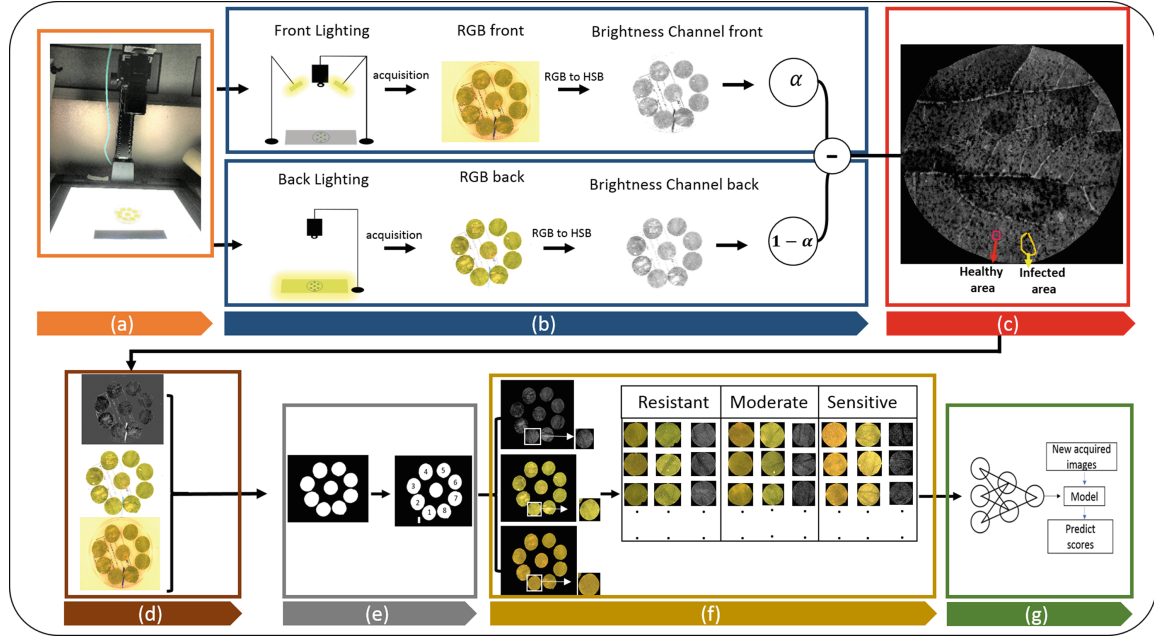 Front Lighting
RGB front
Brightness Channel front
acquisition
RGB to HSB
α
Back Lighting
RGB back
Brightness Channel back
acquisition
RGB to HSB
1 − α
−
Healthy
area
Infected
area
(a)
(b)
(c)
4 5
3 6
2 7
1 8
Resistant Moderate Sensitive
New acquired
images
Model
Predict
scores
(d)
(e)
(f)
(g)